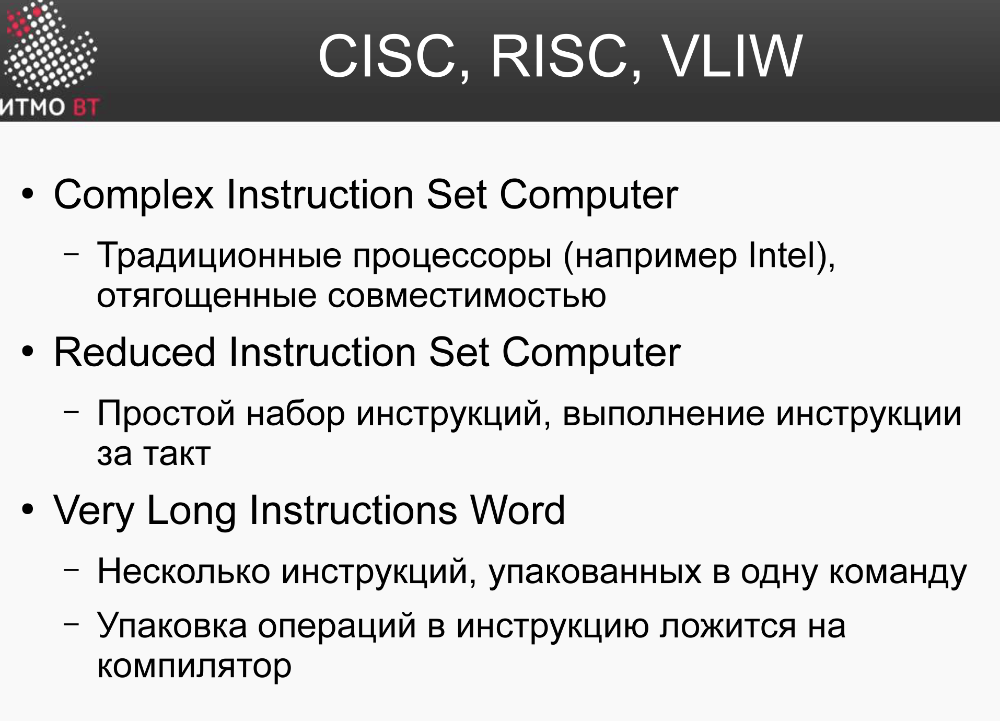 CISC, RISC, VLIW
ИТМО ВТ
• Complex Instruction Set Computer
– Традиционные процессоры (например Intel),
отягощенные совместимостью
• Reduced Instruction Set Computer
– Простой набор инструкций, выполнение инструкции
за такт
• Very Long Instructions Word
– Несколько инструкций, упакованных в одну команду
– Упаковка операций в инструкцию ложится на
компилятор